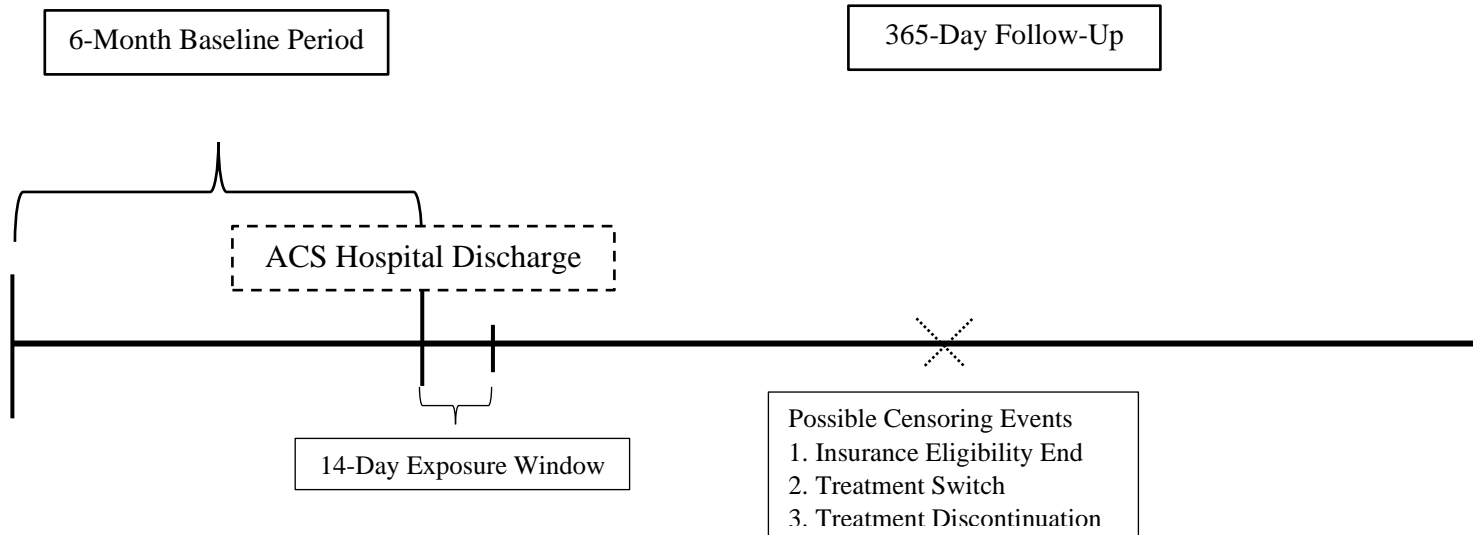 6-Month Baseline Period
365-Day Follow-Up
ACS Hospital Discharge
14-Day Exposure Window
Possible Censoring Events
1. Insurance Eligibility End
2. Treatment Switch
3. Treatment Discontinuation